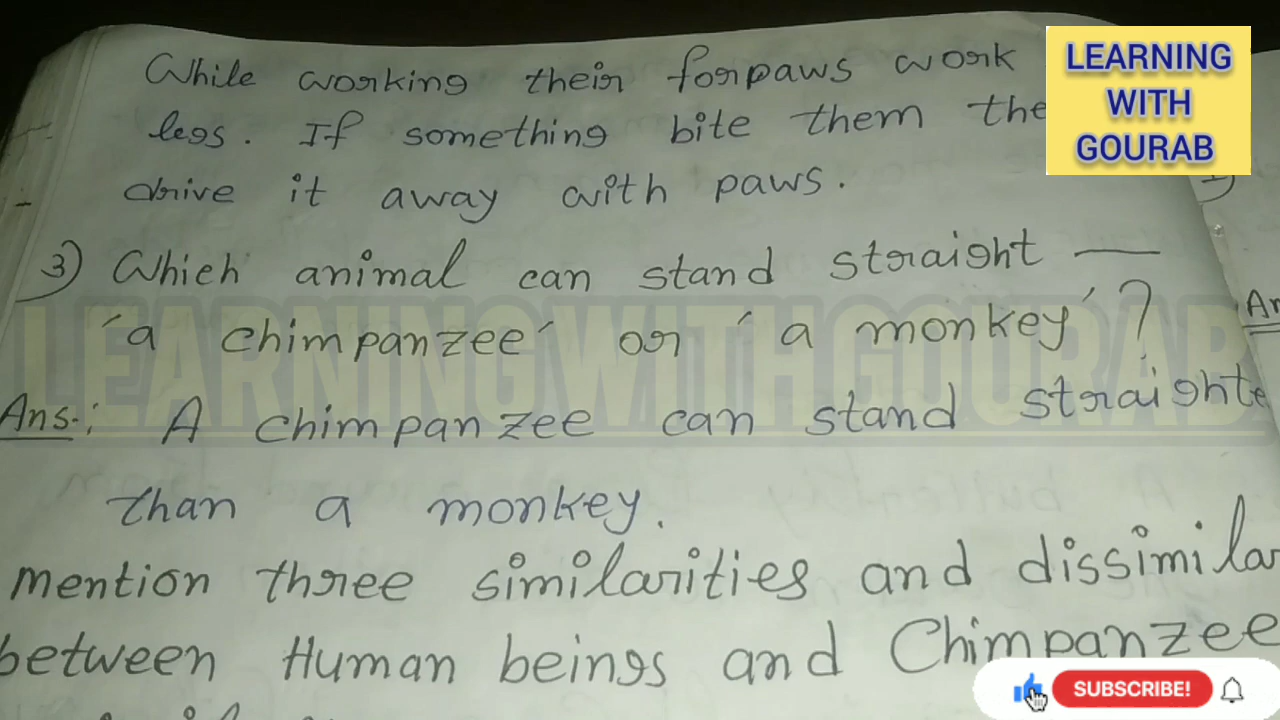 While working their forpaws work
legs. If something bite them the
drive it away with paws.
3) Which animal can stand straight —
'a chimpanzee' or 'a monkey'?
Ans.: A chimpanzee can stand straighte
than a monkey.
mention three similarities and dissimilar
between Human beings and Chimpanzee
LEARNING
WITH
GOURAB
LEARNINGWITHGOURAB
An
SUBSCRIBE!